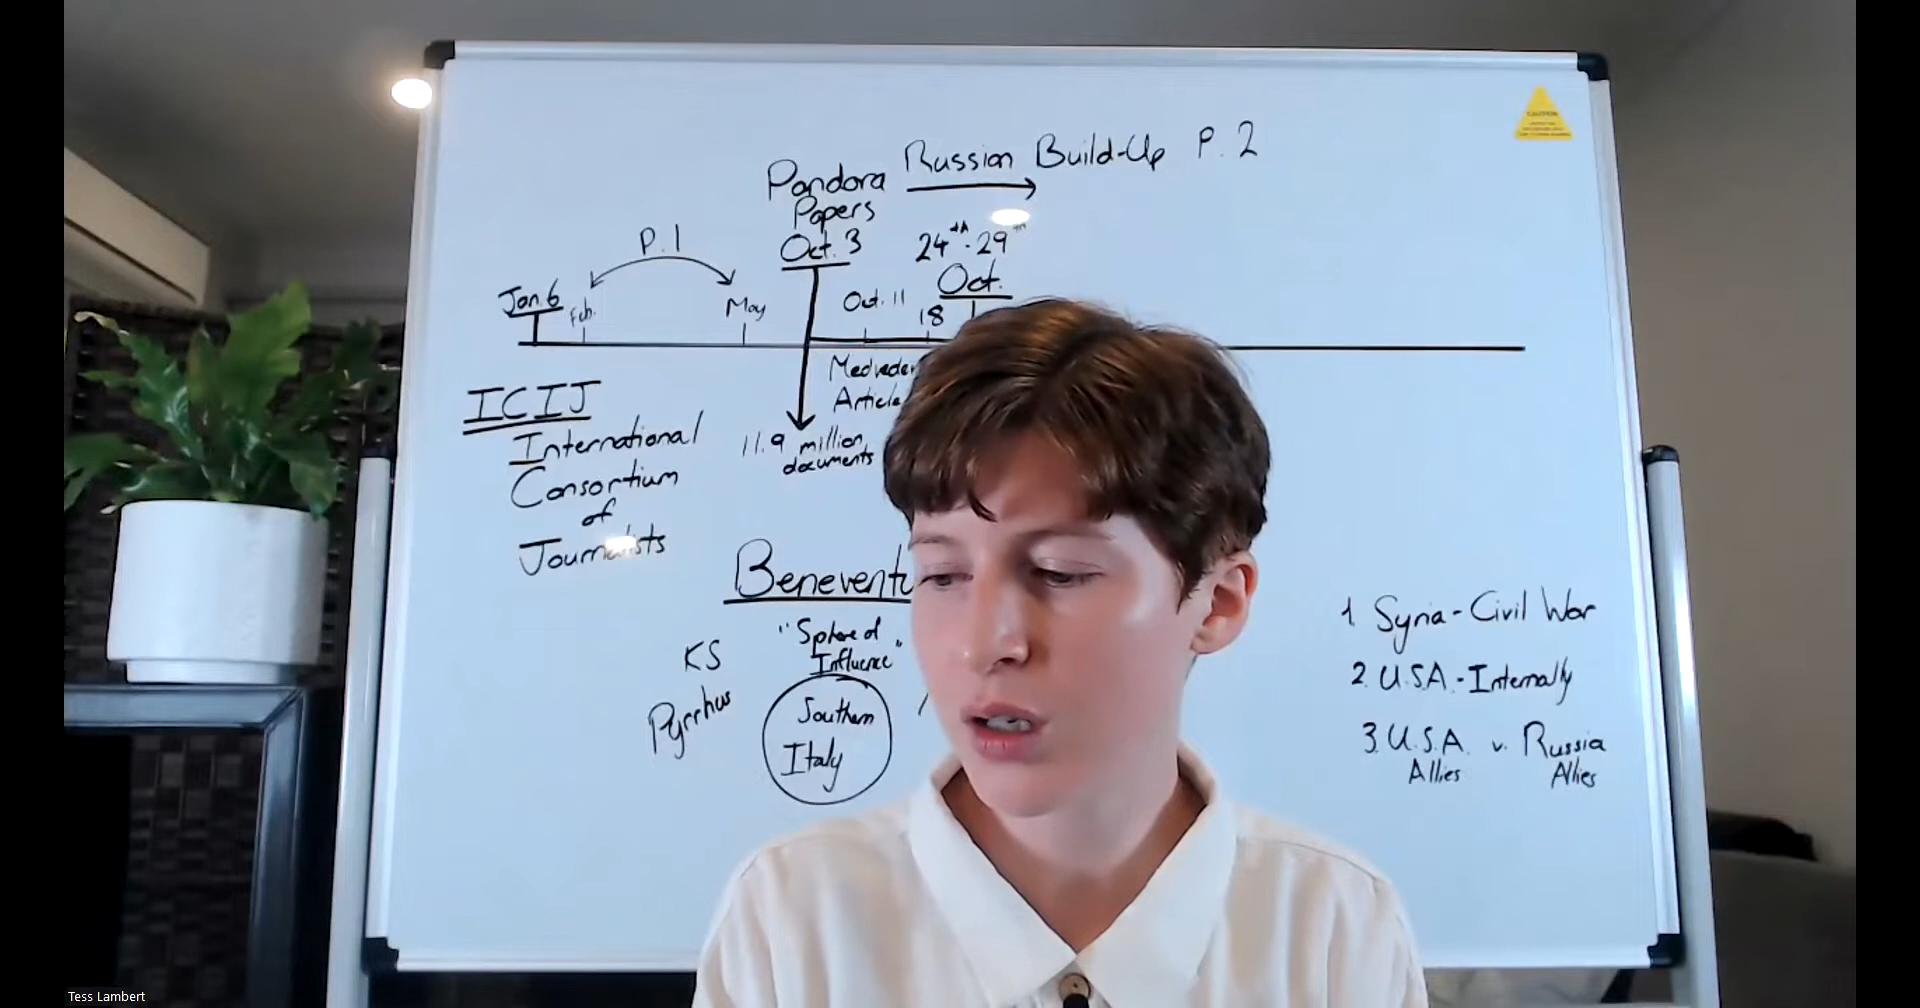 Russian Build-Up P. 2
Pandora
Papers
P. 1
Oct. 3
24th - 29th
Oct.
Jan. 6
Feb.
May
Oct. 11
18
ICIJ
International
Consortium
of
Journalists
Article
11.9 million
documents
"Sphere of
Influence"
KS
Pyrrhus
Southern
Italy
1. Syria - Civil War
2. U.S.A. - Internally
3. U.S.A. v. Russia
Allies Allies
CAUTION
Tess Lambert